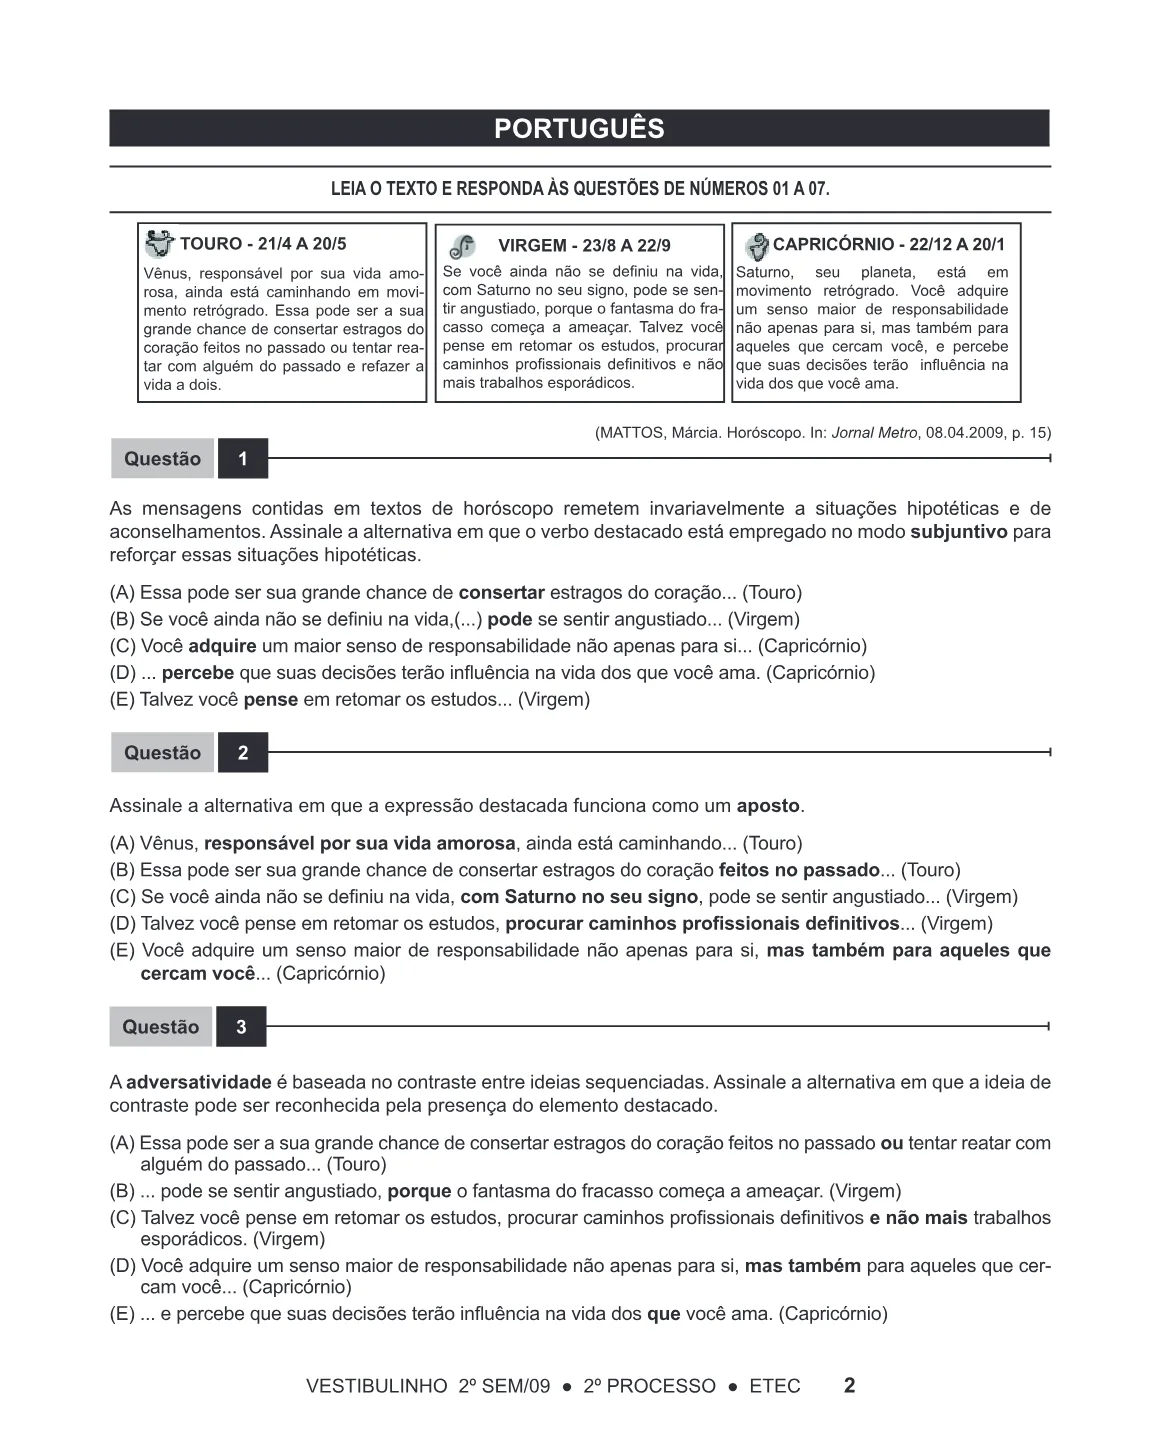 PORTUGUÊS
LEIA O TEXTO E RESPONDA ÀS QUESTÕES DE NÚMEROS 01 A 07.
TOURO - 21/4 A 20/5
Vênus, responsável por sua vida amo-
rosa, ainda está caminhando em movi-
mento retrógrado. Essa pode ser a sua
grande chance de consertar estragos do
coração feitos no passado ou tentar rea-
tar com alguém do passado e refazer a
vida a dois.
VIRGEM - 23/8 A 22/9
Se você ainda não se definiu na vida,
com Saturno no seu signo, pode se sen-
tir angustiado, porque o fantasma do fra-
casso começa a ameaçar. Talvez você
pense em retomar os estudos, procurar
caminhos profissionais definitivos e não
mais trabalhos esporádicos.
CAPRICÓRNIO - 22/12 A 20/1
Saturno, seu planeta, está em
movimento retrógrado. Você adquire
um senso maior de responsabilidade
não apenas para si, mas também para
aqueles que cercam você, e percebe
que suas decisões terão influência na
vida dos que você ama.
(MATTOS, Márcia. Horóscopo. In: Jornal Metro, 08.04.2009, p. 15)
Questão 1
As mensagens contidas em textos de horóscopo remetem invariavelmente a situações hipotéticas e de
aconselhamentos. Assinale a alternativa em que o verbo destacado está empregado no modo subjuntivo para
reforçar essas situações hipotéticas.
(A) Essa pode ser sua grande chance de consertar estragos do coração... (Touro)
(B) Se você ainda não se definiu na vida,(...) pode se sentir angustiado... (Virgem)
(C) Você adquire um maior senso de responsabilidade não apenas para si... (Capricórnio)
(D) ... percebe que suas decisões terão influência na vida dos que você ama. (Capricórnio)
(E) Talvez você pense em retomar os estudos... (Virgem)
Questão 2
Assinale a alternativa em que a expressão destacada funciona como um aposto.
(A) Vênus, responsável por sua vida amorosa, ainda está caminhando... (Touro)
(B) Essa pode ser sua grande chance de consertar estragos do coração feitos no passado... (Touro)
(C) Se você ainda não se definiu na vida, com Saturno no seu signo, pode se sentir angustiado... (Virgem)
(D) Talvez você pense em retomar os estudos, procurar caminhos profissionais definitivos... (Virgem)
(E) Você adquire um senso maior de responsabilidade não apenas para si, mas também para aqueles que
cercam você... (Capricórnio)
Questão 3
A adversatividade é baseada no contraste entre ideias sequenciadas. Assinale a alternativa em que a ideia de
contraste pode ser reconhecida pela presença do elemento destacado.
(A) Essa pode ser a sua grande chance de consertar estragos do coração feitos no passado ou tentar reatar com
alguém do passado... (Touro)
(B) ... pode se sentir angustiado, porque o fantasma do fracasso começa a ameaçar. (Virgem)
(C) Talvez você pense em retomar os estudos, procurar caminhos profissionais definitivos e não mais trabalhos
esporádicos. (Virgem)
(D) Você adquire um senso maior de responsabilidade não apenas para si, mas também para aqueles que cer-
cam você... (Capricórnio)
(E) ... e percebe que suas decisões terão influência na vida dos que você ama. (Capricórnio)
VESTIBULINHO 2º SEM/09 ● 2º PROCESSO ● ETEC 2